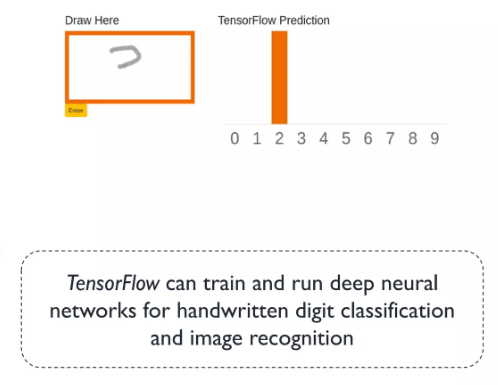 Draw Here
TensorFlow Prediction
Erase
0 1 2 3 4 5 6 7 8 9
TensorFlow can train and run deep neural
networks for handwritten digit classification
and image recognition